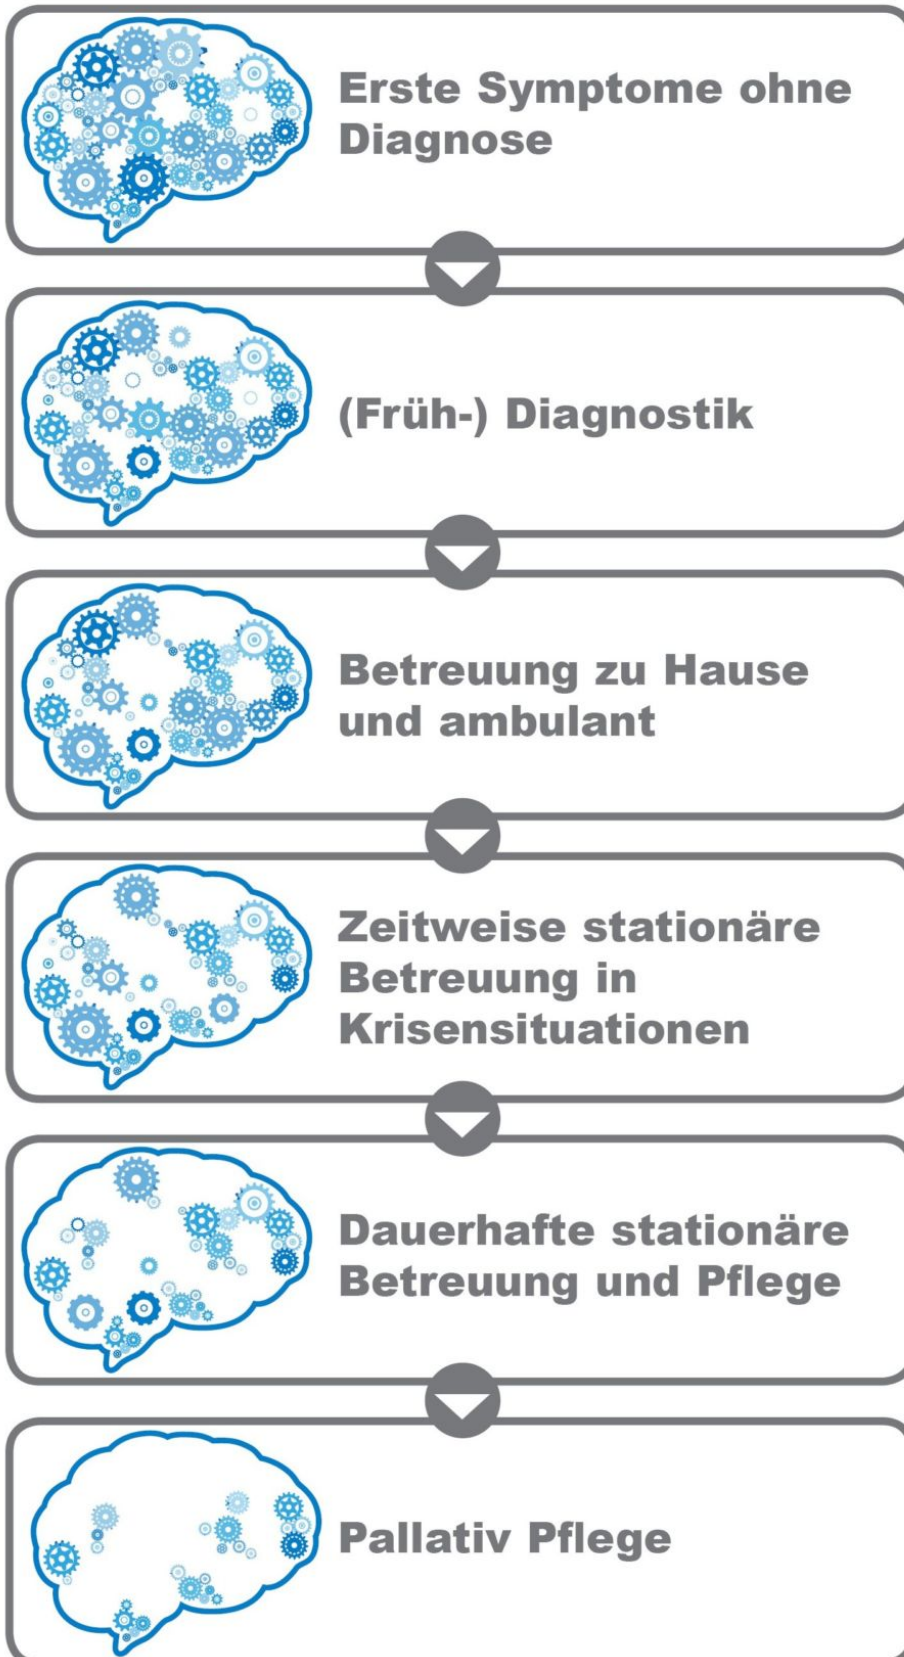 Erste Symptome ohne
Diagnose
(Früh-) Diagnostik
Betreuung zu Hause
und ambulant
Zeitweise stationäre
Betreuung in
Krisensituationen
Dauerhafte stationäre
Betreuung und Pflege
Pallativ Pflege